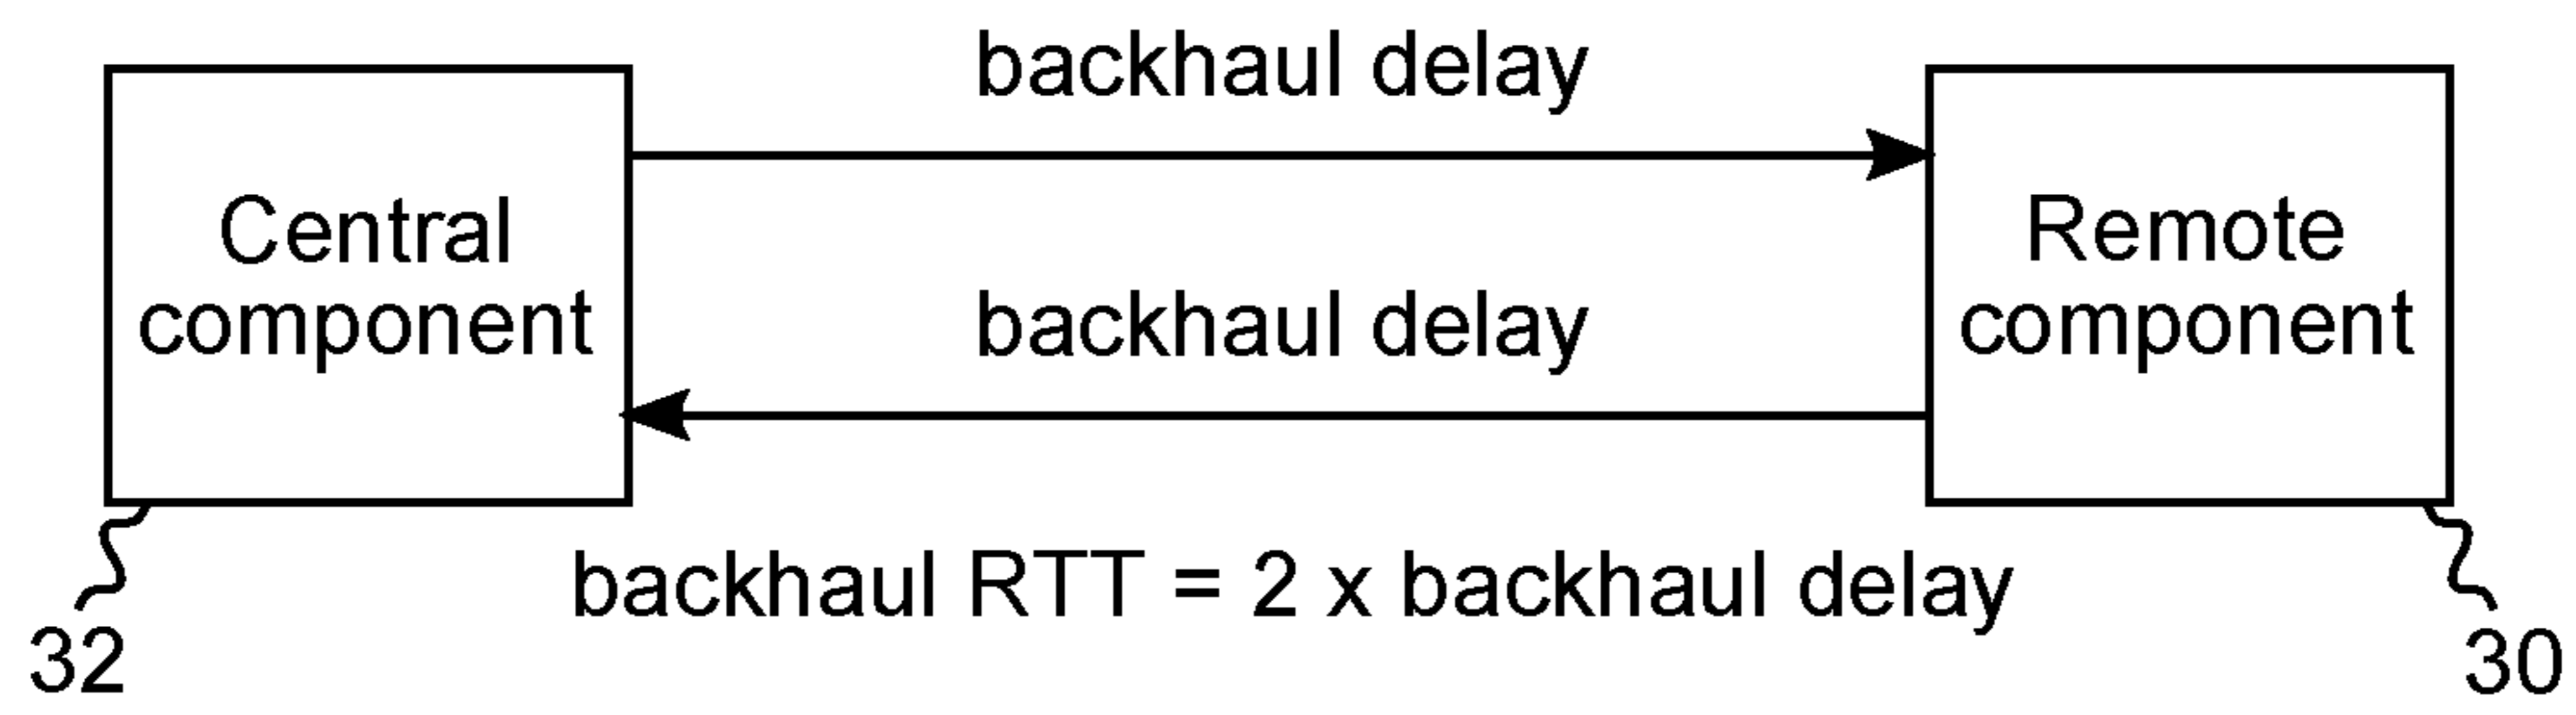 backhaul delay
Central
component
Remote
component
backhaul delay
backhaul RTT = 2 x backhaul delay
32
30